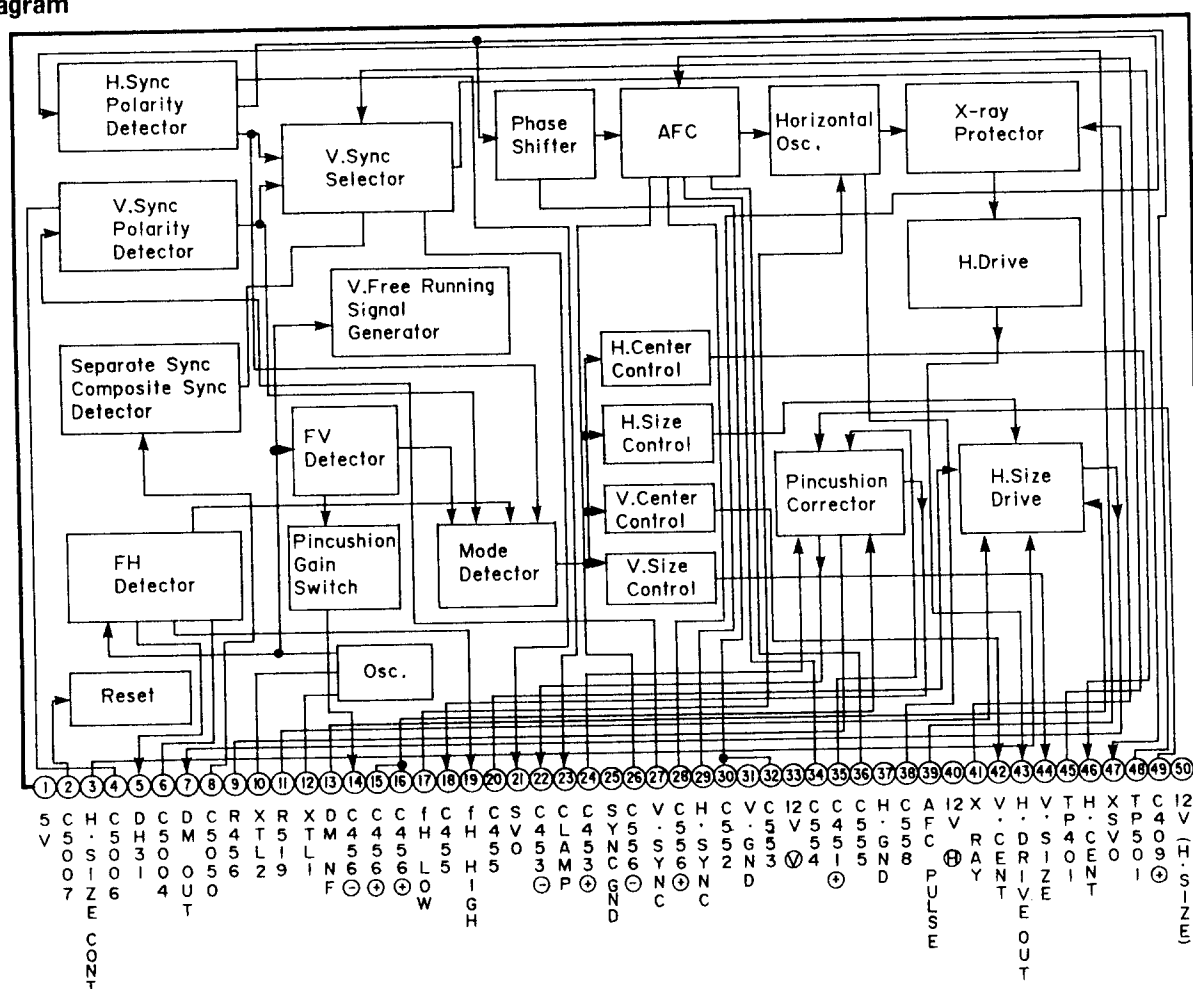 agram
H.Sync
Polarity
Detector
V.Sync
Polarity
Detector
V.Sync
Selector
Phase
Shifter
AFC
Horizontal
Osc.
X-ray
Protector
H.Drive
V.Free Running
Signal
Generator
Separate Sync
Composite Sync
Detector
FV
Detector
H.Center
Control
H.Size
Control
V.Center
Control
V.Size
Control
Pincushion
Corrector
H.Size
Drive
FH
Detector
Pincushion
Gain
Switch
Mode
Detector
Osc.
Reset
1 2 3 4 5 6 7 8 9 10 11 12 13 14 15 16 17 18 19 20 21 22 23 24 25 26 27 28 29 30 31 32 33 34 35 36 37 38 39 40 41 42 43 44 45 46 47 48 49 50
5V
C5007
H·SIZE CONT
C5006
DH31
C5004
DM OUT
C5050
R456
XTL2
R519
XTL1
DM NF
C456⊖
C456⊕
C456⊕
fH LOW
C455
fH HIGH
C455
SVO
C453⊖
CLAMP
C453⊕
SYNC GND
C556⊖
V·SYNC
C556⊕
H·SYNC
C552
V·GND
C553
12V Ⓥ
C554
C551⊕
C555
H·GND
C558
AFC PULSE
12V Ⓗ
X RAY
V·CENT
H·DRIVE OUT
V·SIZE
TP401
H·CENT
XSVO
TP501
C409⊕
12V (H·SIZE)